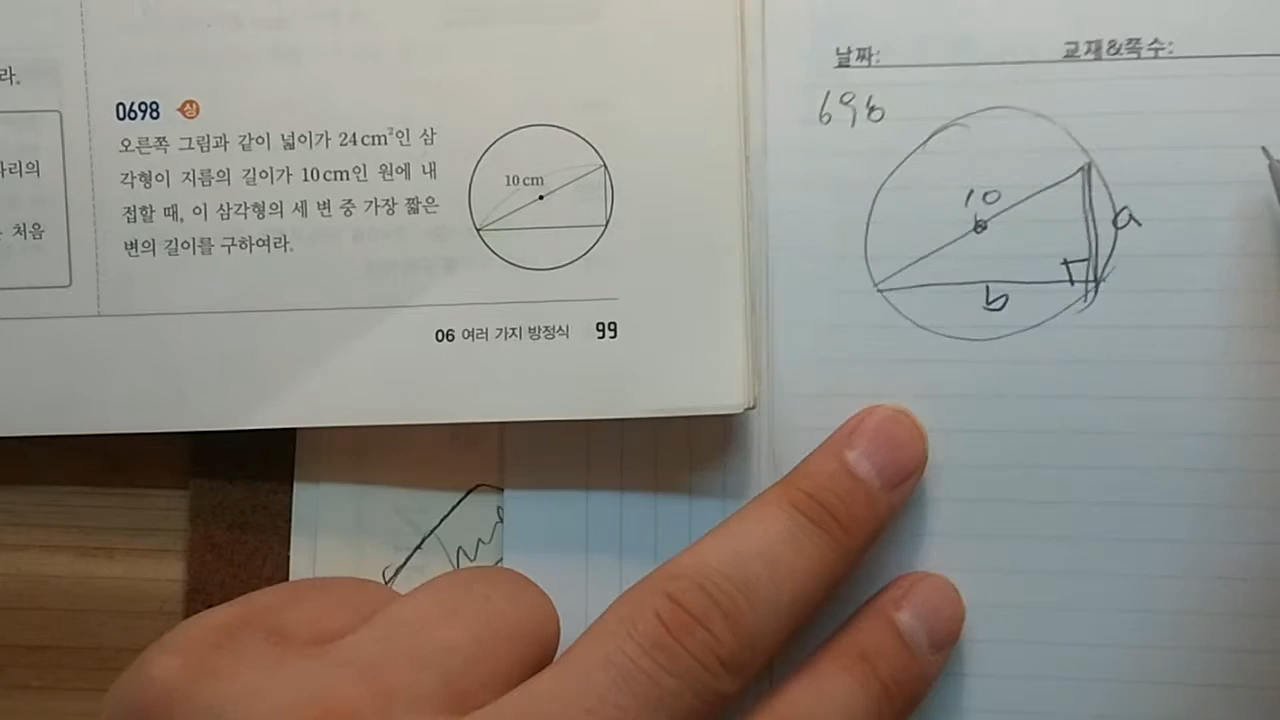 라.
각리의
처음
0698 상
오른쪽 그림과 같이 넓이가 24 cm²인 삼
각형이 지름의 길이가 10 cm인 원에 내
접할 때, 이 삼각형의 세 변 중 가장 짧은
변의 길이를 구하여라.
10 cm
06 여러 가지 방정식 99
날짜: 교재&쪽수:
698
10
a
b